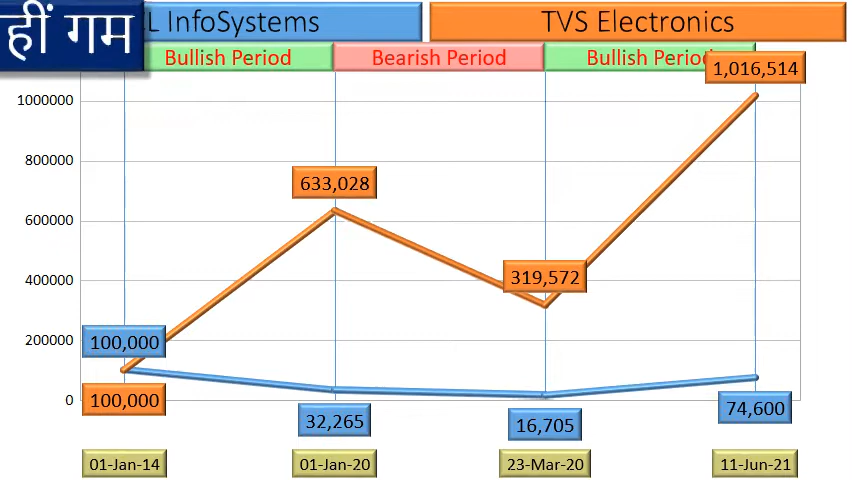 हीं गम
L InfoSystems
TVS Electronics
Bullish Period
Bearish Period
Bullish Period
1,016,514
1000000
800000
633,028
600000
400000
319,572
200000
100,000
100,000
0
32,265
16,705
74,600
01-Jan-14
01-Jan-20
23-Mar-20
11-Jun-21